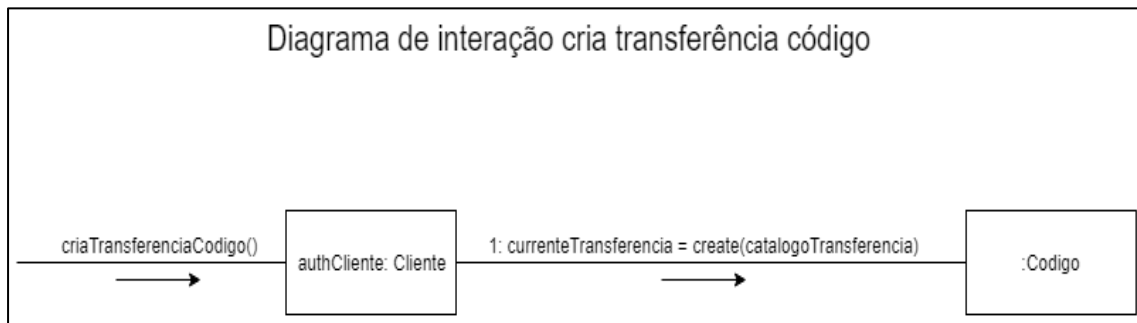 Diagrama de interação cria transferência código
criaTransferenciaCodigo()
authCliente: Cliente
1: currenteTransferencia = create(catalogoTransferencia)
:Codigo